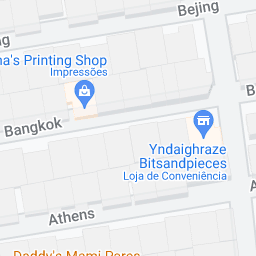 Bejing
a's Printing Shop
Impressões
Bangkok
B
Yndaighraze
Bitsandpieces
Loja de Conveniência
Athens
A